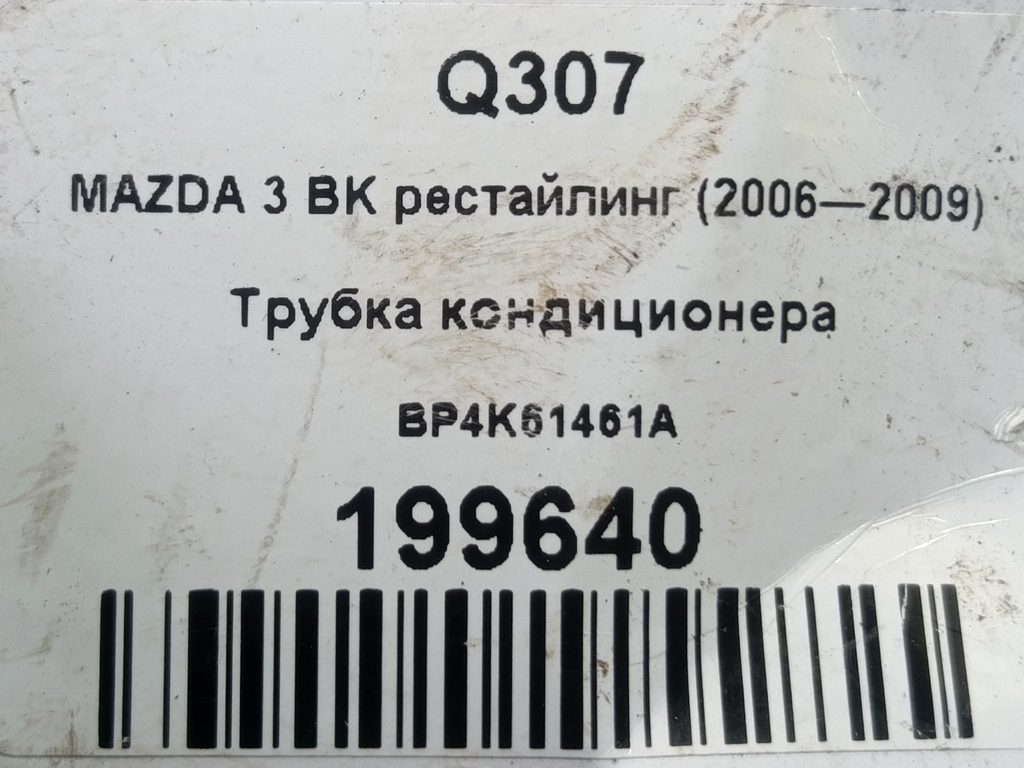 Q307
MAZDA 3 BK рестайлинг (2006—2009)
Трубка кондиционера
BP4K61461A
199640